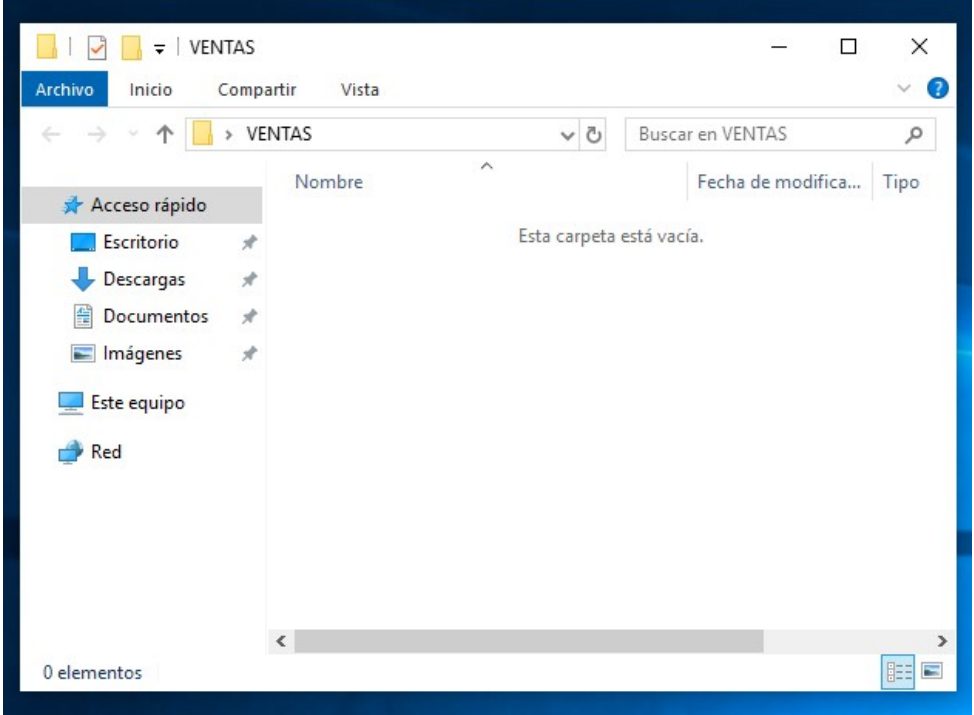 VENTAS
Archivo Inicio Compartir Vista
VENTAS Buscar en VENTAS
Nombre Fecha de modifica... Tipo
Esta carpeta está vacía.
Acceso rápido
Escritorio
Descargas
Documentos
Imágenes
Este equipo
Red
0 elementos